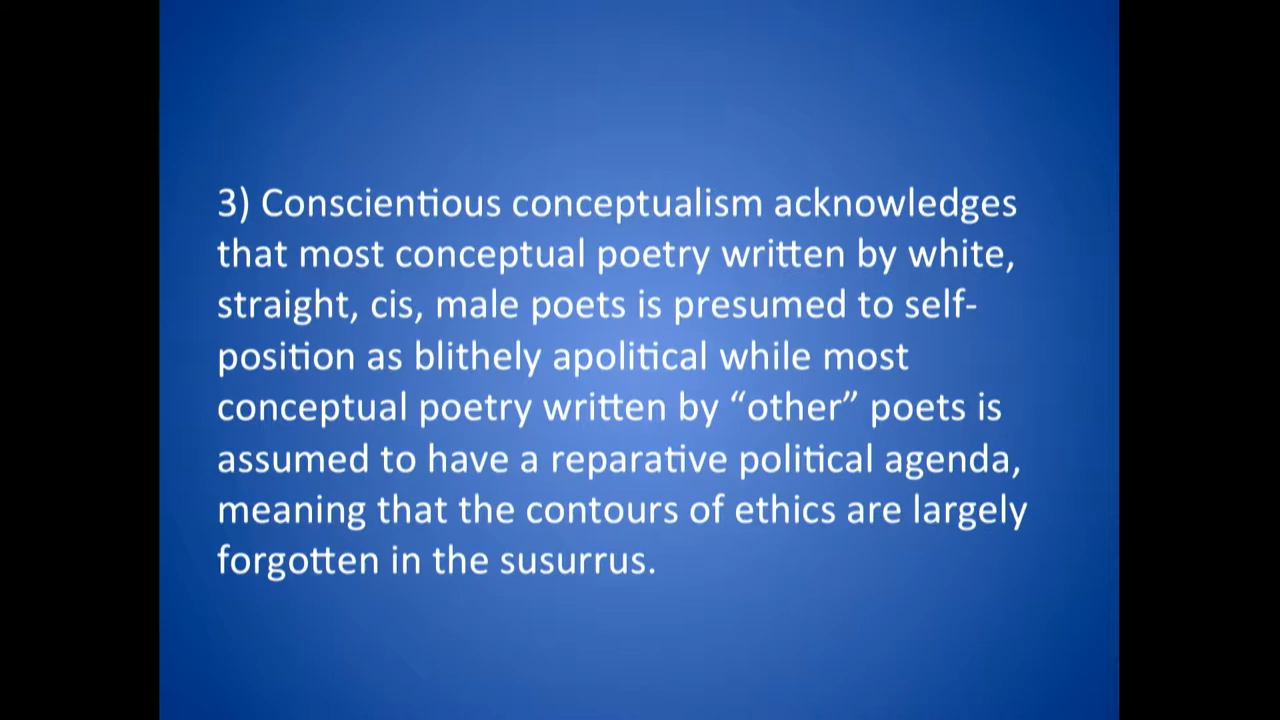 3) Conscientious conceptualism acknowledges
that most conceptual poetry written by white,
straight, cis, male poets is presumed to self-
position as blithely apolitical while most
conceptual poetry written by “other” poets is
assumed to have a reparative political agenda,
meaning that the contours of ethics are largely
forgotten in the susurrus.